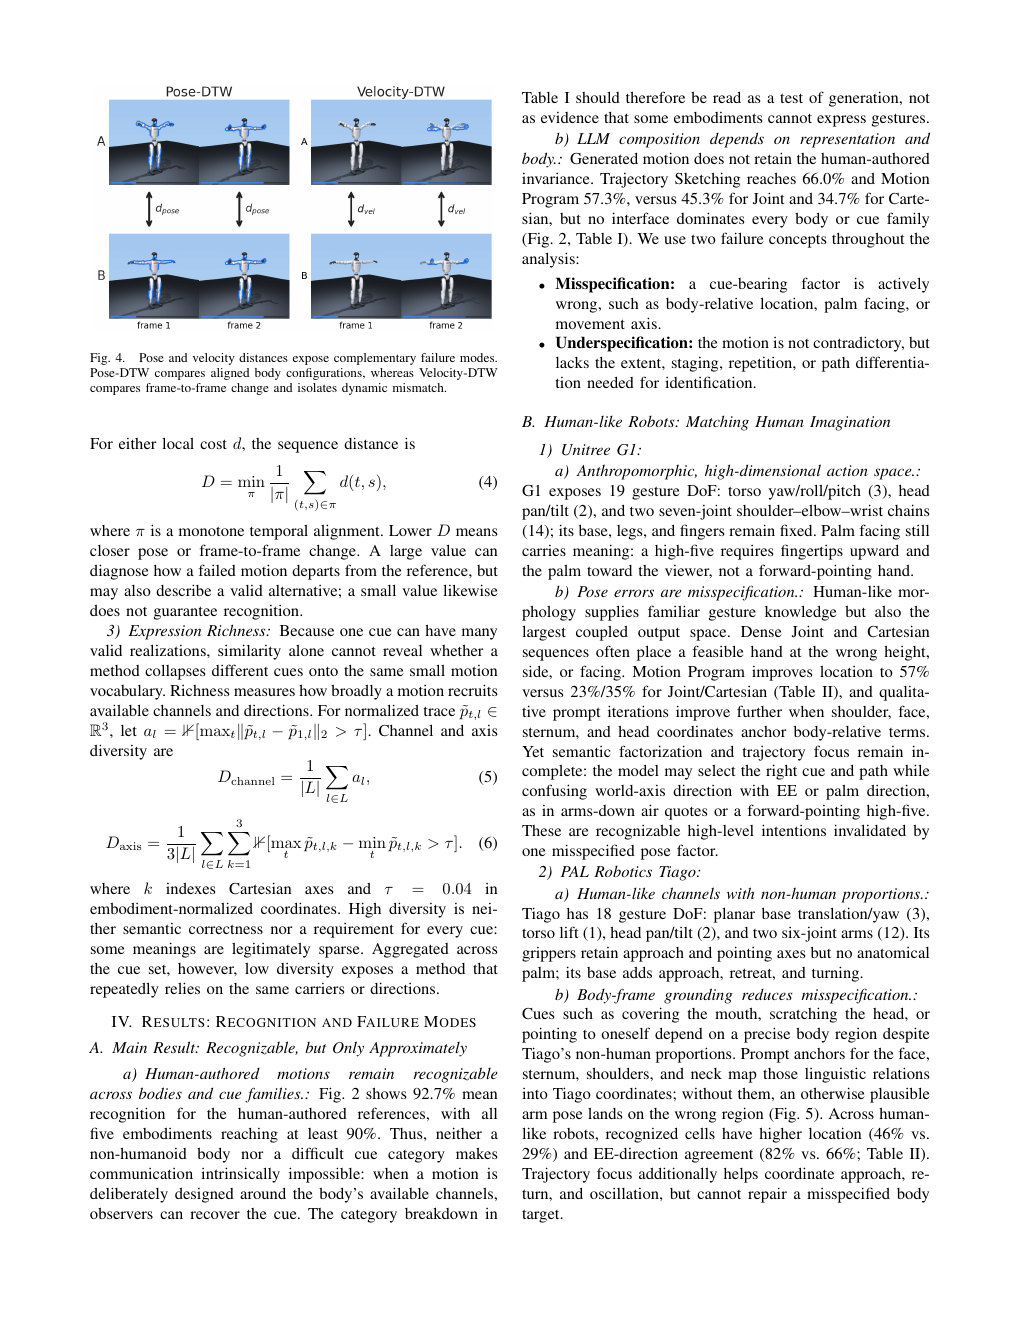 Pose-DTW
Velocity-DTW
A
A
d_pose
d_pose
d_vel
d_vel
B
B
frame 1
frame 2
frame 1
frame 2
Fig. 4. Pose and velocity distances expose complementary failure modes.
Pose-DTW compares aligned body configurations, whereas Velocity-DTW
compares frame-to-frame change and isolates dynamic mismatch.
For either local cost d, the sequence distance is
D = min_π 1/|π| ∑_{(t,s)∈π} d(t, s), (4)
where π is a monotone temporal alignment. Lower D means
closer pose or frame-to-frame change. A large value can
diagnose how a failed motion departs from the reference, but
may also describe a valid alternative; a small value likewise
does not guarantee recognition.
3) Expression Richness: Because one cue can have many
valid realizations, similarity alone cannot reveal whether a
method collapses different cues onto the same small motion
vocabulary. Richness measures how broadly a motion recruits
available channels and directions. For normalized trace p̃_{t,l} ∈
ℝ³, let a_l = ⊮[max_t ‖p̃_{t,l} − p̃_{1,l}‖₂ > τ]. Channel and axis
diversity are
D_channel = 1/|L| ∑_{l∈L} a_l, (5)
D_axis = 1/(3|L|) ∑_{l∈L} ∑_{k=1}^{3} ⊮[max_t p̃_{t,l,k} − min_t p̃_{t,l,k} > τ]. (6)
where k indexes Cartesian axes and τ = 0.04 in
embodiment-normalized coordinates. High diversity is nei-
ther semantic correctness nor a requirement for every cue:
some meanings are legitimately sparse. Aggregated across
the cue set, however, low diversity exposes a method that
repeatedly relies on the same carriers or directions.
IV. RESULTS: RECOGNITION AND FAILURE MODES
A. Main Result: Recognizable, but Only Approximately
a) Human-authored motions remain recognizable
across bodies and cue families.: Fig. 2 shows 92.7% mean
recognition for the human-authored references, with all
five embodiments reaching at least 90%. Thus, neither a
non-humanoid body nor a difficult cue category makes
communication intrinsically impossible: when a motion is
deliberately designed around the body's available channels,
observers can recover the cue. The category breakdown in
Table I should therefore be read as a test of generation, not
as evidence that some embodiments cannot express gestures.
b) LLM composition depends on representation and
body.: Generated motion does not retain the human-authored
invariance. Trajectory Sketching reaches 66.0% and Motion
Program 57.3%, versus 45.3% for Joint and 34.7% for Carte-
sian, but no interface dominates every body or cue family
(Fig. 2, Table I). We use two failure concepts throughout the
analysis:
• Misspecification: a cue-bearing factor is actively
wrong, such as body-relative location, palm facing, or
movement axis.
• Underspecification: the motion is not contradictory, but
lacks the extent, staging, repetition, or path differentia-
tion needed for identification.
B. Human-like Robots: Matching Human Imagination
1) Unitree G1:
a) Anthropomorphic, high-dimensional action space.:
G1 exposes 19 gesture DoF: torso yaw/roll/pitch (3), head
pan/tilt (2), and two seven-joint shoulder–elbow–wrist chains
(14); its base, legs, and fingers remain fixed. Palm facing still
carries meaning: a high-five requires fingertips upward and
the palm toward the viewer, not a forward-pointing hand.
b) Pose errors are misspecification.: Human-like mor-
phology supplies familiar gesture knowledge but also the
largest coupled output space. Dense Joint and Cartesian
sequences often place a feasible hand at the wrong height,
side, or facing. Motion Program improves location to 57%
versus 23%/35% for Joint/Cartesian (Table II), and qualita-
tive prompt iterations improve further when shoulder, face,
sternum, and head coordinates anchor body-relative terms.
Yet semantic factorization and trajectory focus remain in-
complete: the model may select the right cue and path while
confusing world-axis direction with EE or palm direction,
as in arms-down air quotes or a forward-pointing high-five.
These are recognizable high-level intentions invalidated by
one misspecified pose factor.
2) PAL Robotics Tiago:
a) Human-like channels with non-human proportions.:
Tiago has 18 gesture DoF: planar base translation/yaw (3),
torso lift (1), head pan/tilt (2), and two six-joint arms (12). Its
grippers retain approach and pointing axes but no anatomical
palm; its base adds approach, retreat, and turning.
b) Body-frame grounding reduces misspecification.:
Cues such as covering the mouth, scratching the head, or
pointing to oneself depend on a precise body region despite
Tiago's non-human proportions. Prompt anchors for the face,
sternum, shoulders, and neck map those linguistic relations
into Tiago coordinates; without them, an otherwise plausible
arm pose lands on the wrong region (Fig. 5). Across human-
like robots, recognized cells have higher location (46% vs.
29%) and EE-direction agreement (82% vs. 66%; Table II).
Trajectory focus additionally helps coordinate approach, re-
turn, and oscillation, but cannot repair a misspecified body
target.